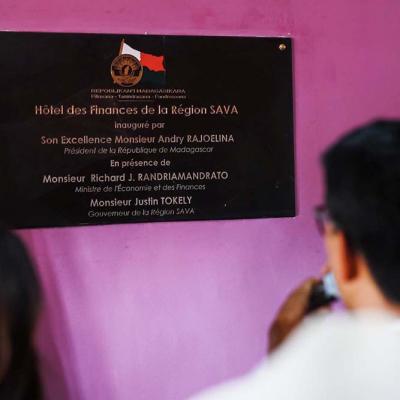 REPOBLIKAN'I MADAGASIKARA
Fitiavana - Tanindrazana - Fandrosoana
Hôtel des Finances de la Région SAVA
inauguré par
Son Excellence Monsieur Andry RAJOELINA
Président de la République de Madagascar
En présence de
Monsieur Richard J. RANDRIAMANDRATO
Ministre de l'Économie et des Finances
Monsieur Justin TOKELY
Gouverneur de la Région SAVA